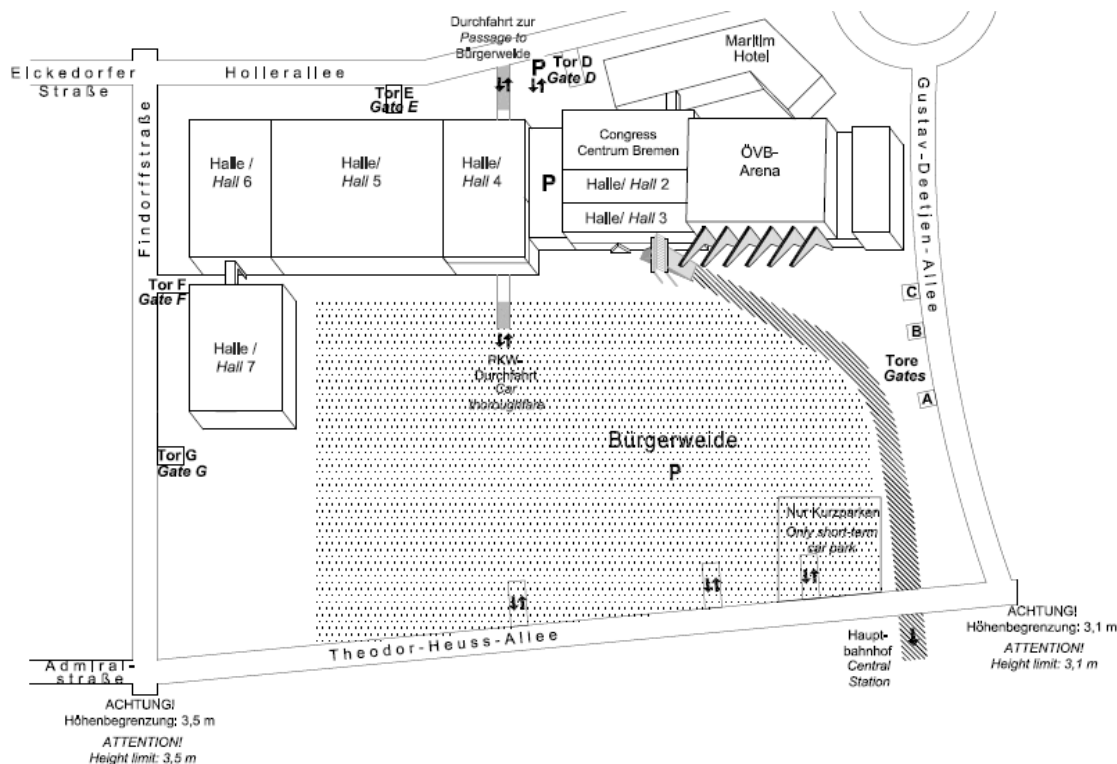 Durchfahrt zur
Passage to
Bürgerweide
P
Tor D
Gate D
Maritim
Hotel
Eickedorfer
Straße
Hollerallee
Tor E
Gate E
Findorffstraße
Gustav-Deetjen-Allee
Halle /
Hall 6
Halle/
Hall 5
Halle/
Hall 4
P
Congress
Centrum Bremen
Halle/ Hall 2
Halle/ Hall 3
ÖVB-
Arena
Tor F
Gate F
Halle /
Hall 7
C
B
Tore
Gates
A
PKW-
Durchfahrt
Car
thoroughfare
Bürgerweide
P
Tor G
Gate G
Nur Kurzparken
Only short-term
car park
Theodor-Heuss-Allee
Haupt-
bahnhof
Central
Station
ACHTUNG!
Höhenbegrenzung: 3,1 m
ATTENTION!
Height limit: 3,1 m
Admiral-
straße
ACHTUNG!
Höhenbegrenzung: 3,5 m
ATTENTION!
Height limit: 3,5 m